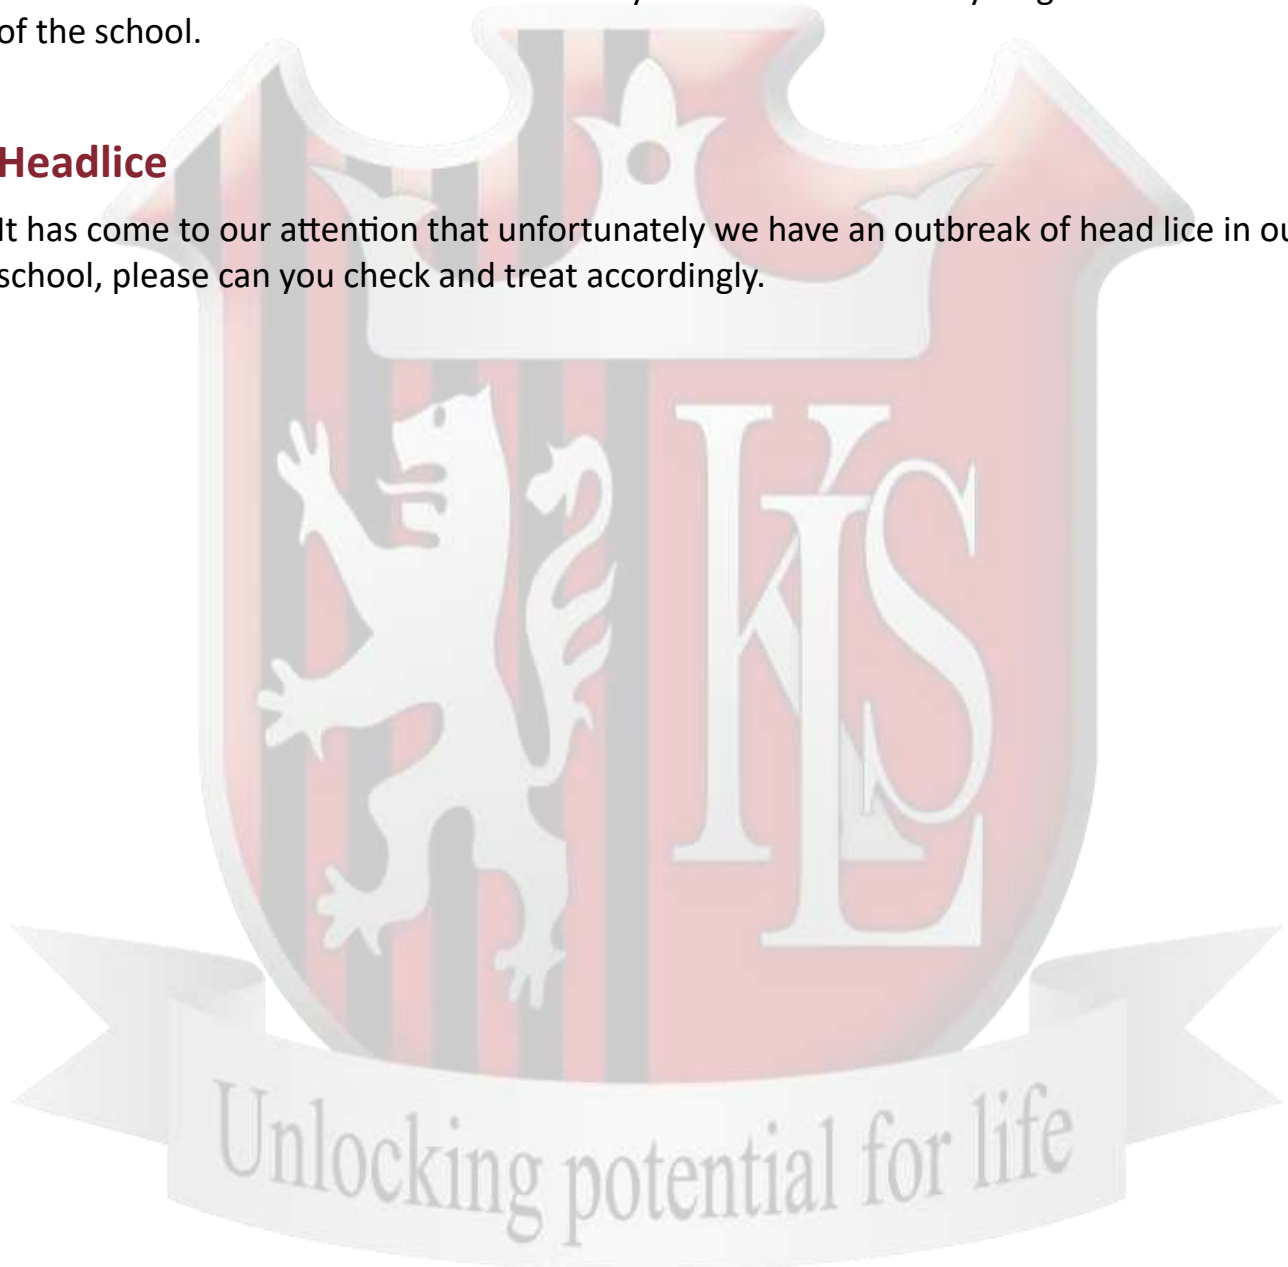 of the school.
Headlice
It has come to our attention that unfortunately we have an outbreak of head lice in ou
school, please can you check and treat accordingly.
KLS
Unlocking potential for life